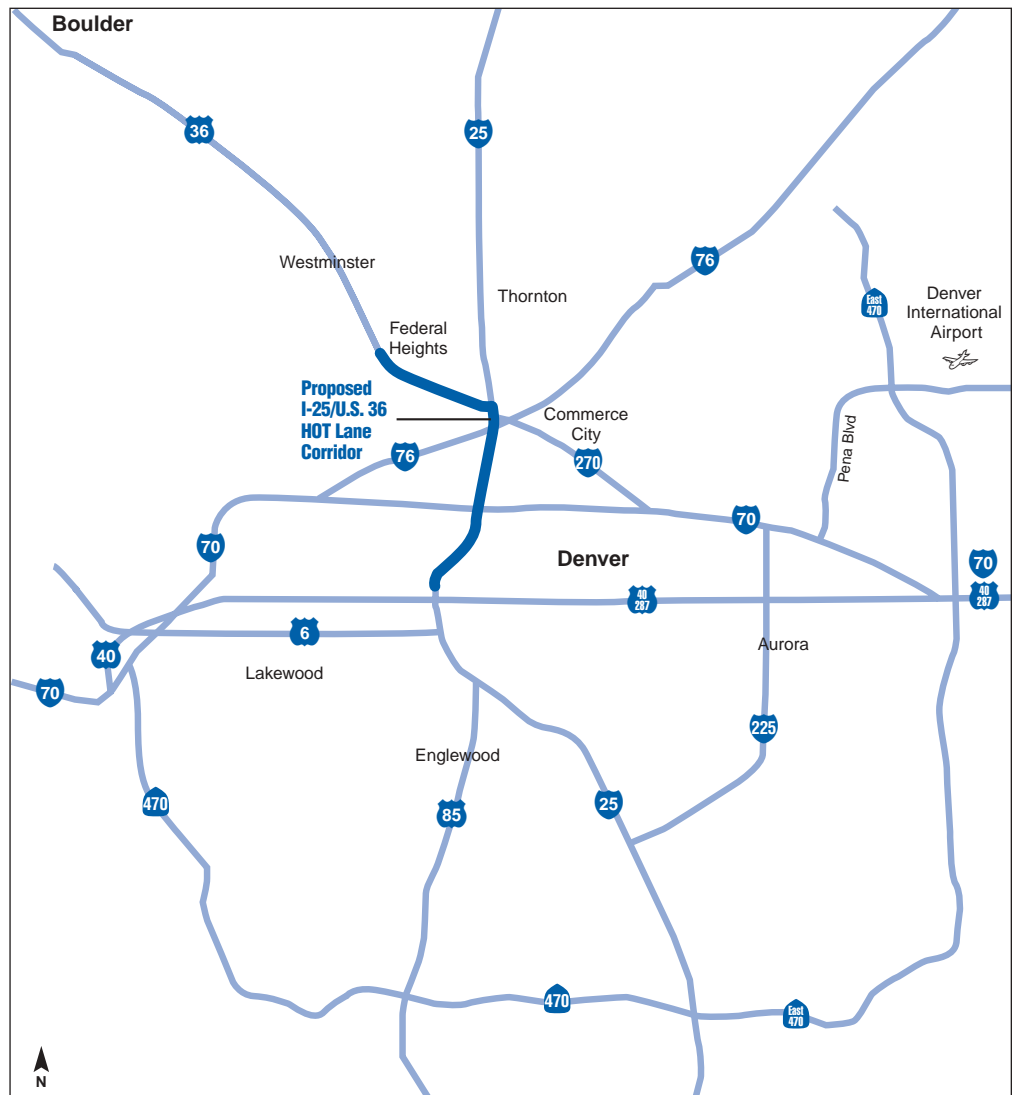 Boulder
36
25
Westminster
76
Thornton
East
470
Denver
International
Airport
Federal
Heights
Proposed
I-25/U.S. 36
HOT Lane
Corridor
Commerce
City
76
270
Pena Blvd
70
70
Denver
70
40
287
40
287
6
Aurora
40
Lakewood
70
225
Englewood
470
85
25
470
East
470
N